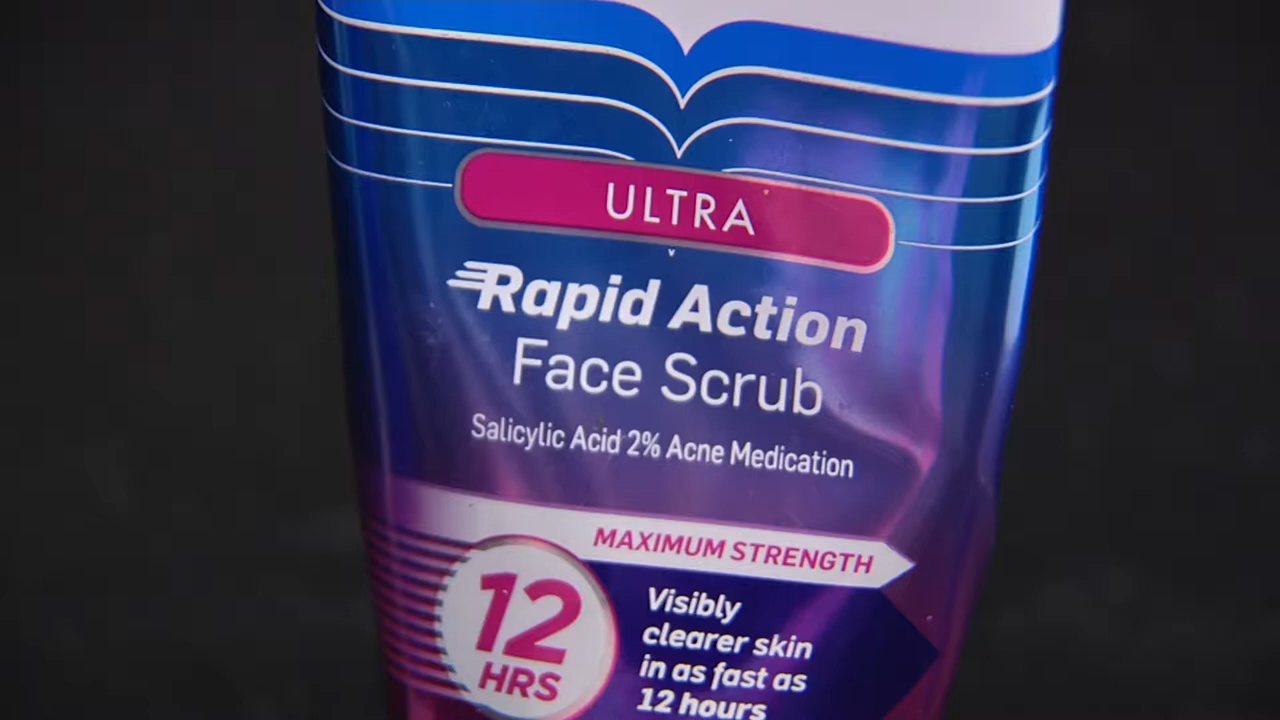 ULTRA
Rapid Action
Face Scrub
Salicylic Acid 2% Acne Medication
MAXIMUM STRENGTH
12
HRS
Visibly
clearer skin
in as fast as
12 hours